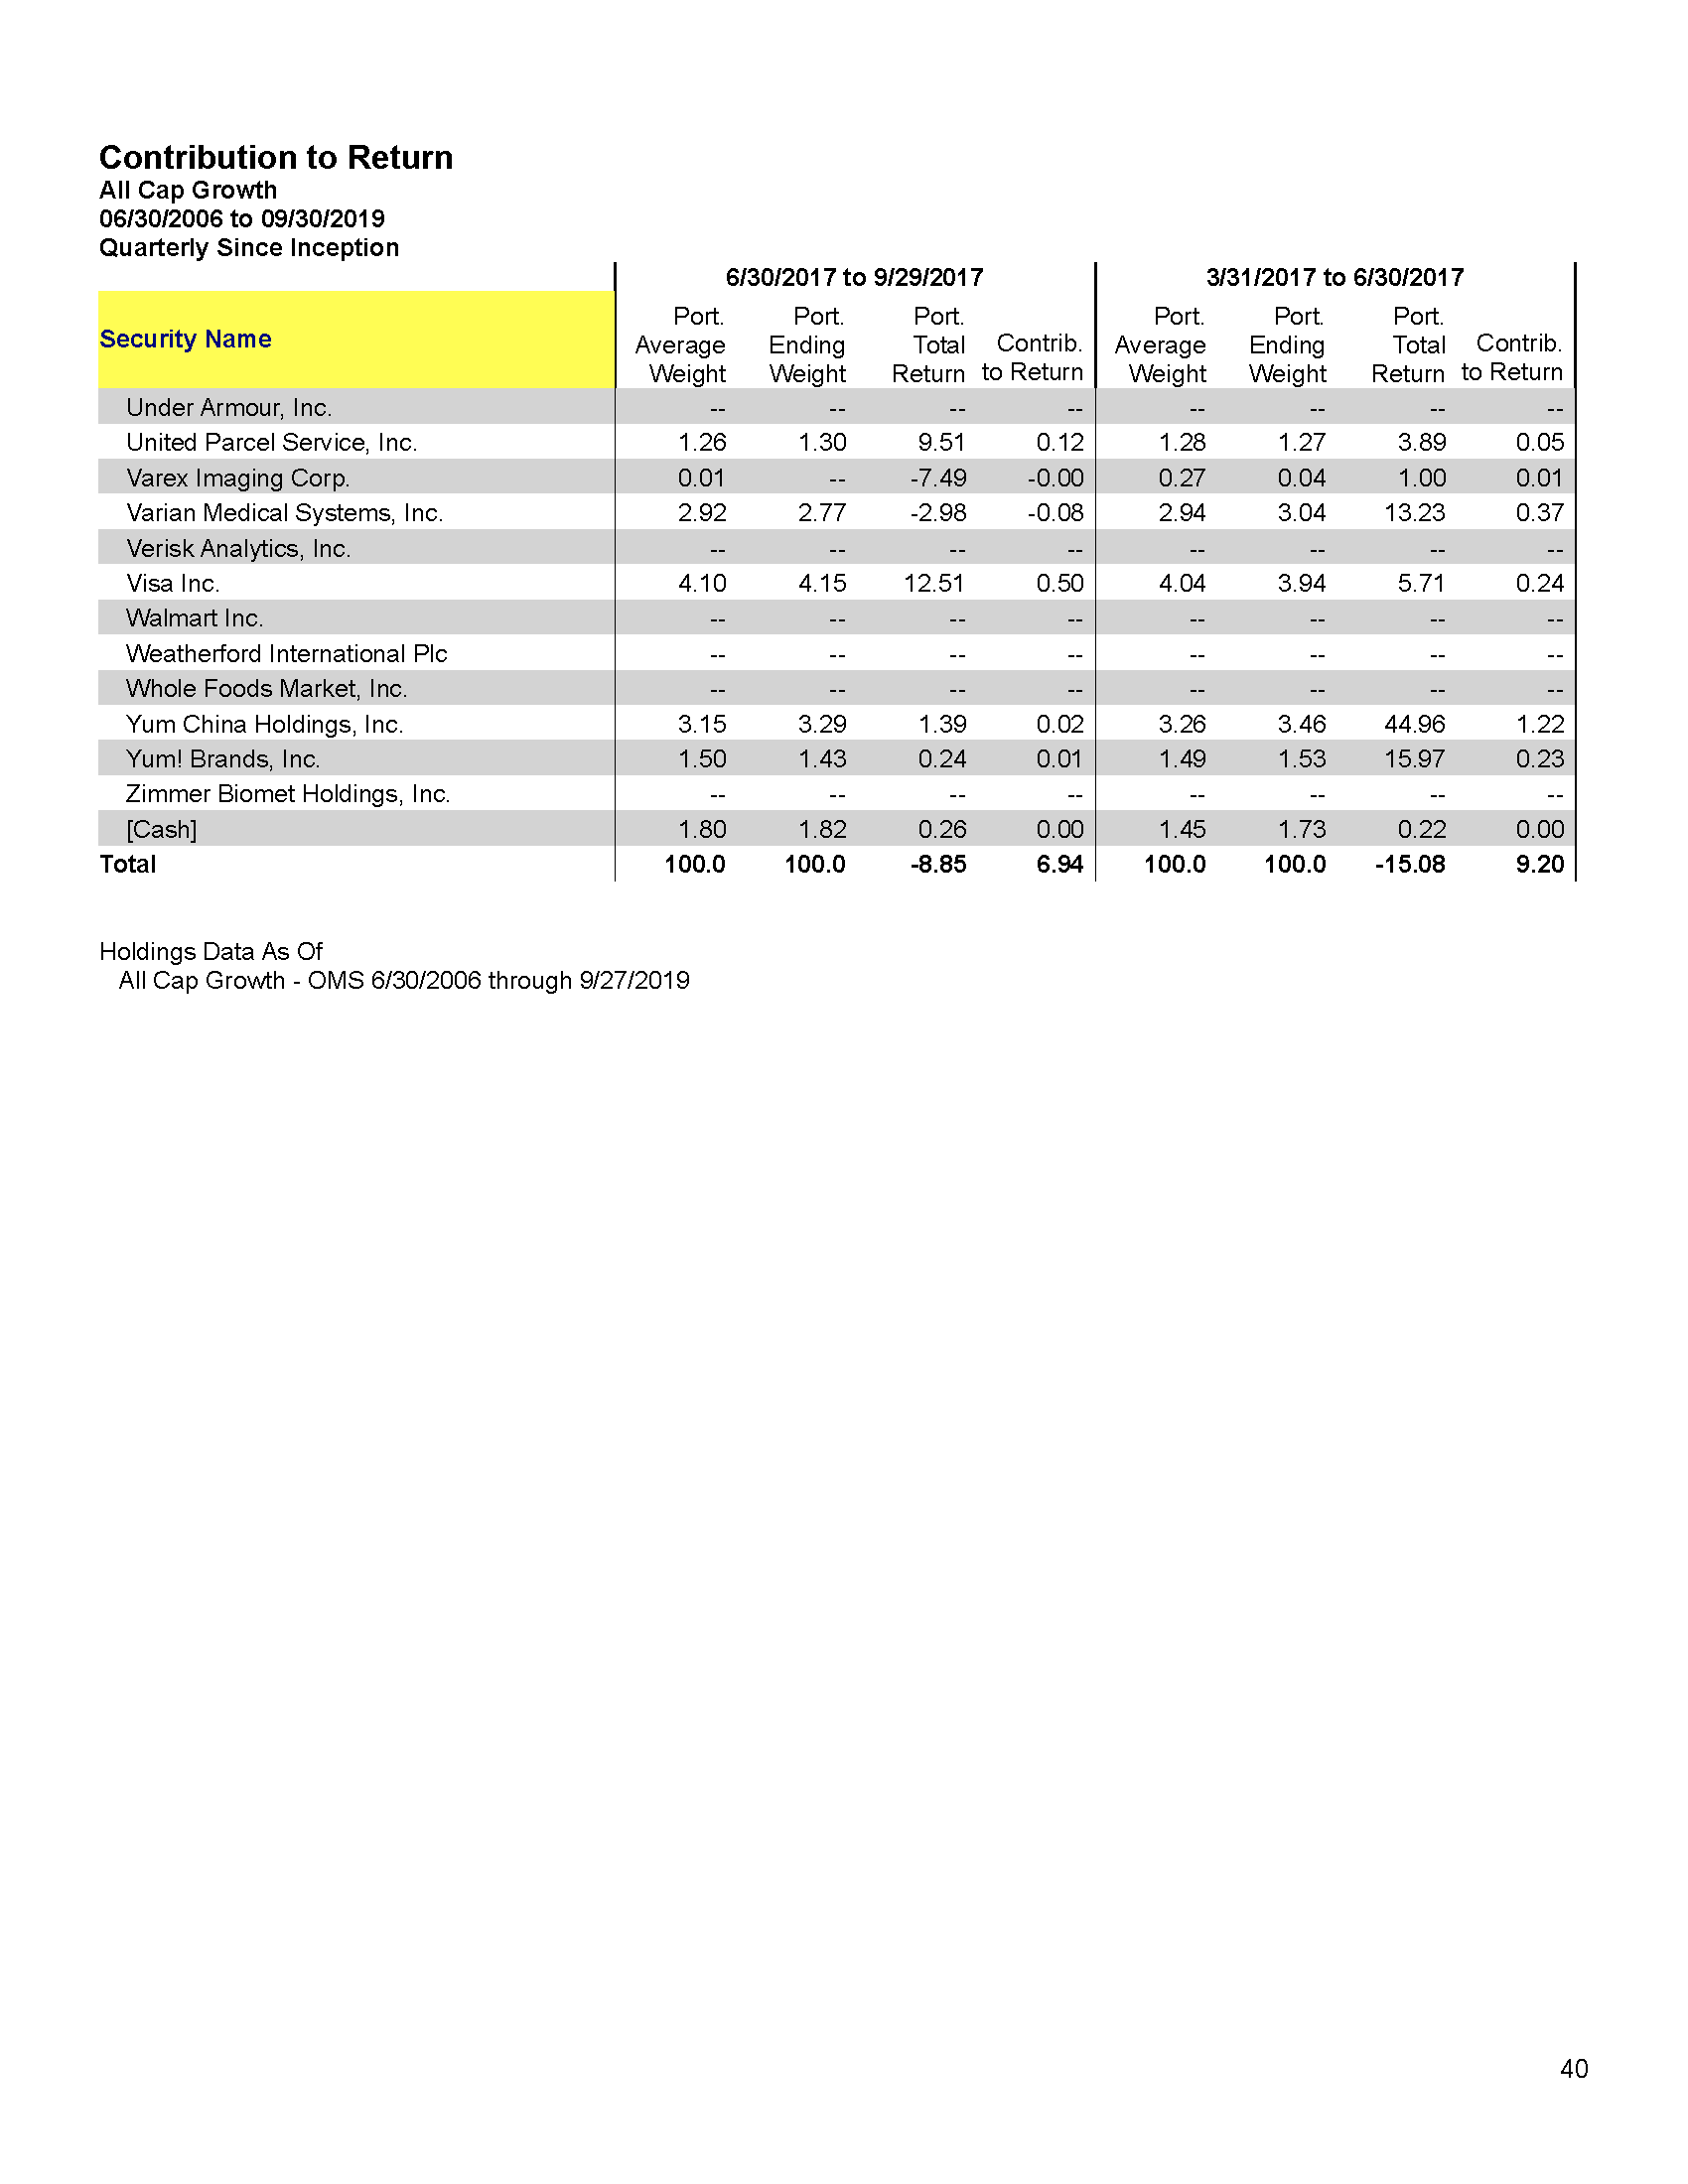 Contribution to Return
All Cap Growth
06/30/2006 to 09/30/2019
Quarterly Since Inception
6/30/2017 to 9/29/2017 3/31/2017 to 6/30/2017
Security Name Port. Average Weight Port. Ending Weight Port. Total Return Contrib. to Return Port. Average Weight Port. Ending Weight Port. Total Return Contrib. to Return
Under Armour, Inc. -- -- -- -- -- -- -- --
United Parcel Service, Inc. 1.26 1.30 9.51 0.12 1.28 1.27 3.89 0.05
Varex Imaging Corp. 0.01 -- -7.49 -0.00 0.27 0.04 1.00 0.01
Varian Medical Systems, Inc. 2.92 2.77 -2.98 -0.08 2.94 3.04 13.23 0.37
Verisk Analytics, Inc. -- -- -- -- -- -- -- --
Visa Inc. 4.10 4.15 12.51 0.50 4.04 3.94 5.71 0.24
Walmart Inc. -- -- -- -- -- -- -- --
Weatherford International Plc -- -- -- -- -- -- -- --
Whole Foods Market, Inc. -- -- -- -- -- -- -- --
Yum China Holdings, Inc. 3.15 3.29 1.39 0.02 3.26 3.46 44.96 1.22
Yum! Brands, Inc. 1.50 1.43 0.24 0.01 1.49 1.53 15.97 0.23
Zimmer Biomet Holdings, Inc. -- -- -- -- -- -- -- --
[Cash] 1.80 1.82 0.26 0.00 1.45 1.73 0.22 0.00
Total 100.0 100.0 -8.85 6.94 100.0 100.0 -15.08 9.20
Holdings Data As Of
All Cap Growth - OMS 6/30/2006 through 9/27/2019
40